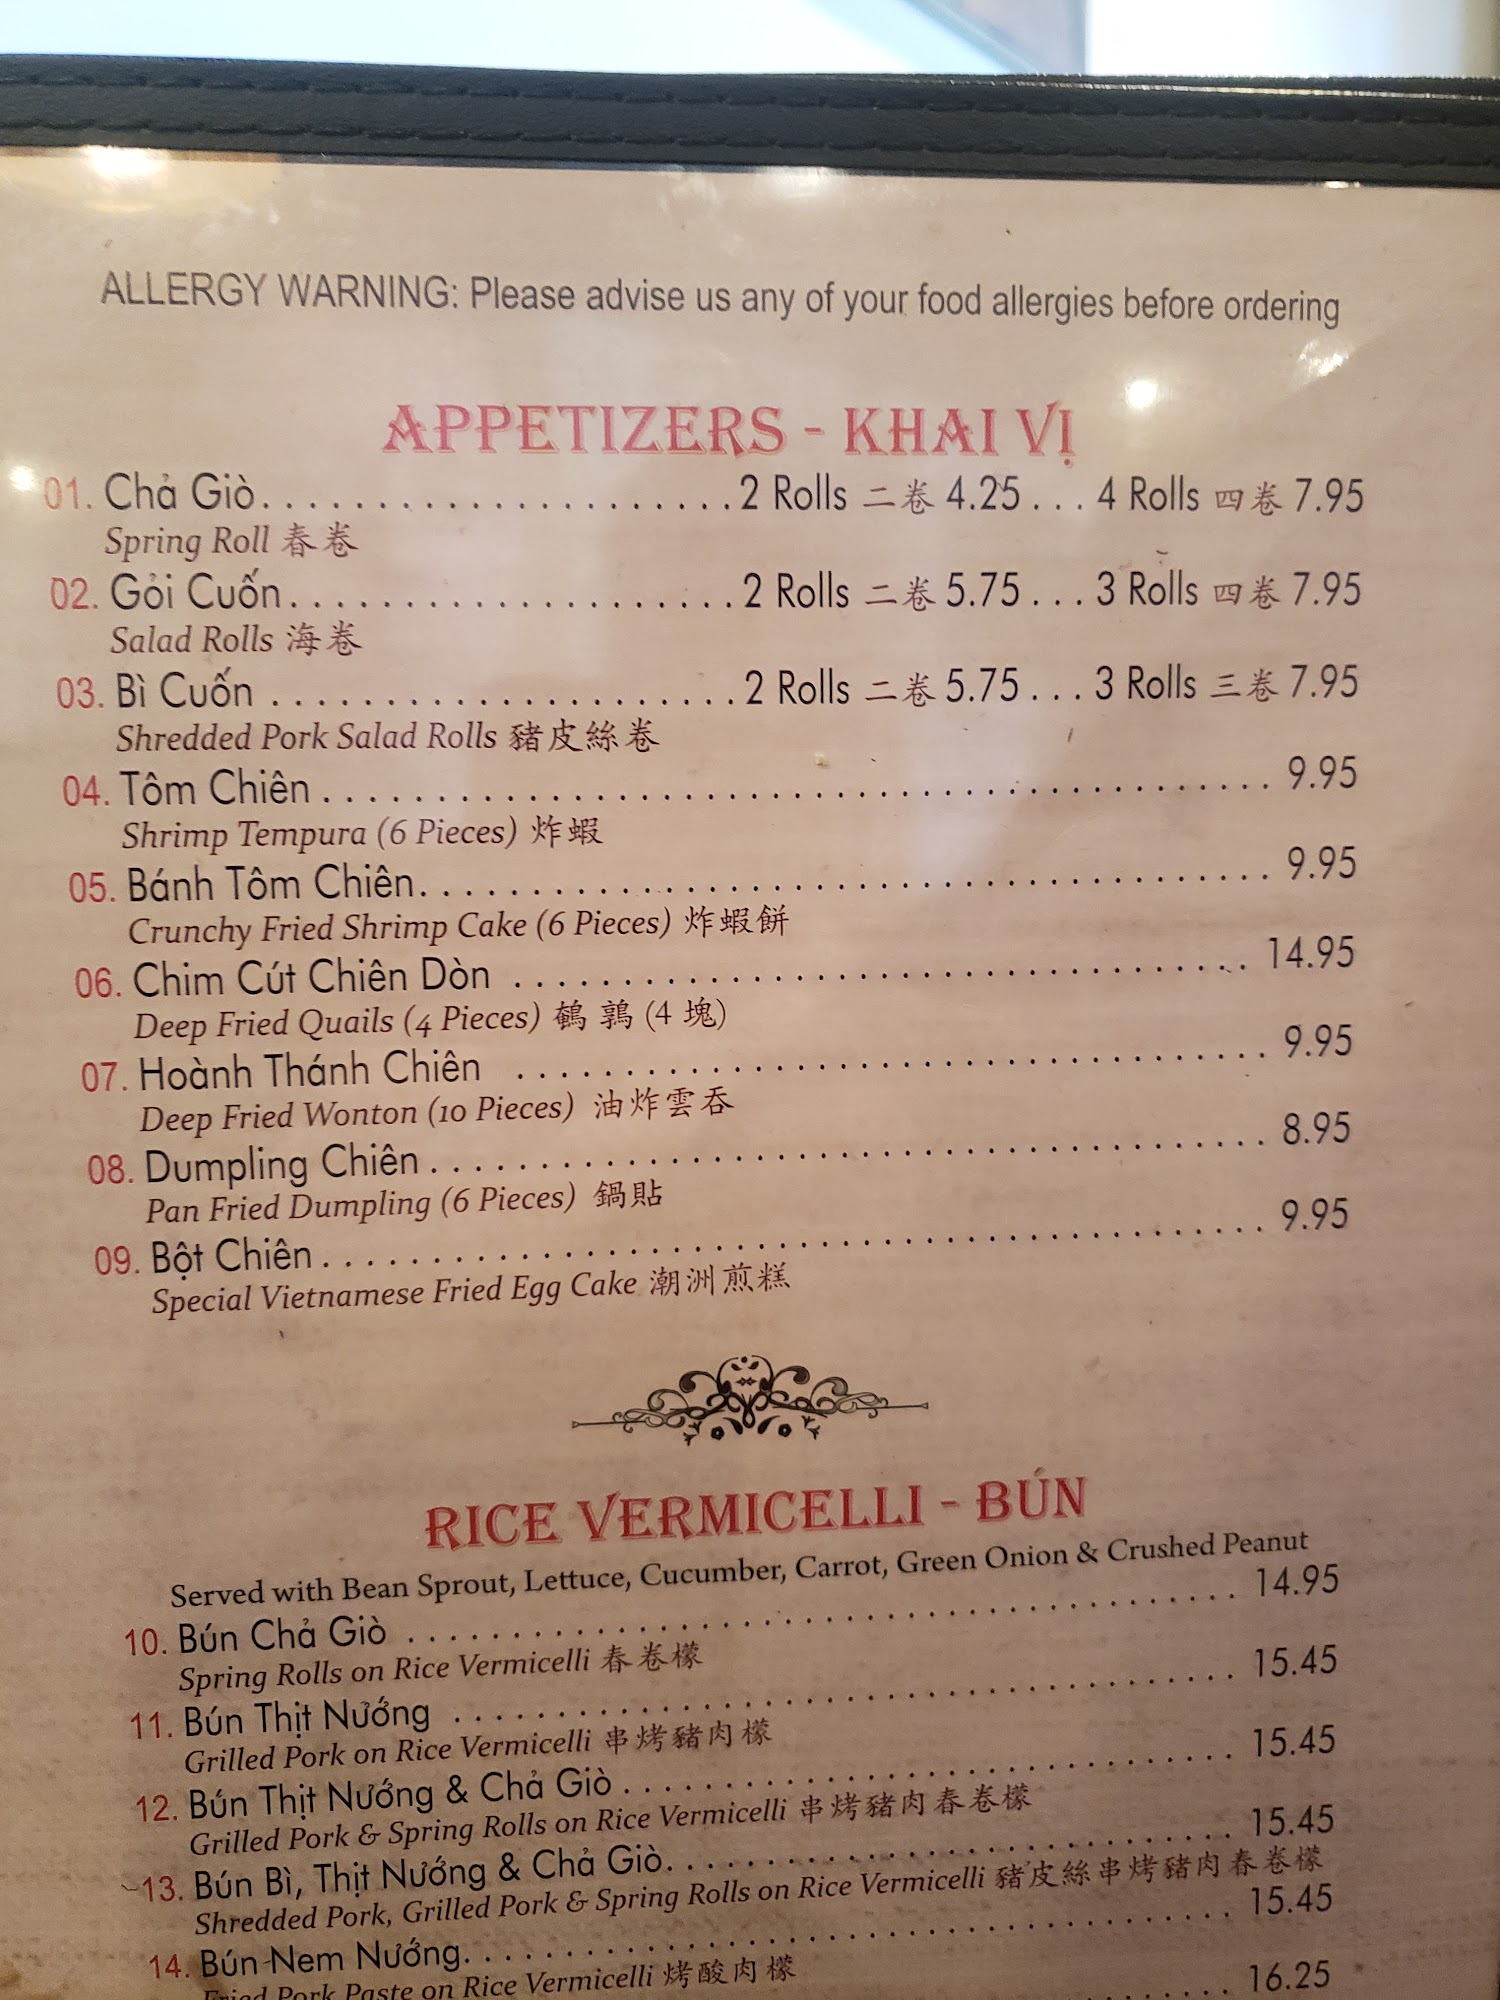 ALLERGY WARNING: Please advise us any of your food allergies before ordering
APPETIZERS - KHAI VỊ
01. Chả Giò. . . . . . . . . . . . . . . . . . . . .2 Rolls 二卷 4.25 . . . 4 Rolls 四卷 7.95
Spring Roll 春卷
02. Gỏi Cuốn. . . . . . . . . . . . . . . . . . . .2 Rolls 二卷 5.75 . . . 3 Rolls 四卷 7.95
Salad Rolls 海卷
03. Bì Cuốn . . . . . . . . . . . . . . . . . . . . .2 Rolls 二卷 5.75 . . . 3 Rolls 三卷 7.95
Shredded Pork Salad Rolls 豬皮絲卷
04. Tôm Chiên . . . . . . . . . . . . . . . . . . . . . . . . . . . . . . . . . . . . . . . . . 9.95
Shrimp Tempura (6 Pieces) 炸蝦
05. Bánh Tôm Chiên. . . . . . . . . . . . . . . . . . . . . . . . . . . . . . . . . . . . . 9.95
Crunchy Fried Shrimp Cake (6 Pieces) 炸蝦餅
06. Chim Cút Chiên Dòn . . . . . . . . . . . . . . . . . . . . . . . . . . . . . . . . 14.95
Deep Fried Quails (4 Pieces) 鵪鶉 (4 塊)
07. Hoành Thánh Chiên . . . . . . . . . . . . . . . . . . . . . . . . . . . . . . . . . 9.95
Deep Fried Wonton (10 Pieces) 油炸雲吞
08. Dumpling Chiên . . . . . . . . . . . . . . . . . . . . . . . . . . . . . . . . . . . . . 8.95
Pan Fried Dumpling (6 Pieces) 鍋貼
09. Bột Chiên . . . . . . . . . . . . . . . . . . . . . . . . . . . . . . . . . . . . . . . . . . 9.95
Special Vietnamese Fried Egg Cake 潮洲煎糕
RICE VERMICELLI - BÚN
Served with Bean Sprout, Lettuce, Cucumber, Carrot, Green Onion & Crushed Peanut
10. Bún Chả Giò . . . . . . . . . . . . . . . . . . . . . . . . . . . . . . . . . . . . . . 14.95
Spring Rolls on Rice Vermicelli 春卷檬
11. Bún Thịt Nướng . . . . . . . . . . . . . . . . . . . . . . . . . . . . . . . . . . . . 15.45
Grilled Pork on Rice Vermicelli 串烤豬肉檬
12. Bún Thịt Nướng & Chả Giò . . . . . . . . . . . . . . . . . . . . . . . . . . . . 15.45
Grilled Pork & Spring Rolls on Rice Vermicelli 串烤豬肉春卷檬
13. Bún Bì, Thịt Nướng & Chả Giò. . . . . . . . . . . . . . . . . . . . . . . . . . 15.45
Shredded Pork, Grilled Pork & Spring Rolls on Rice Vermicelli 豬皮絲串烤豬肉春卷檬
14. Bún Nem Nướng. . . . . . . . . . . . . . . . . . . . . . . . . . . . . . . . . . . 15.45
Fried Pork Paste on Rice Vermicelli 烤酸肉檬
16.25